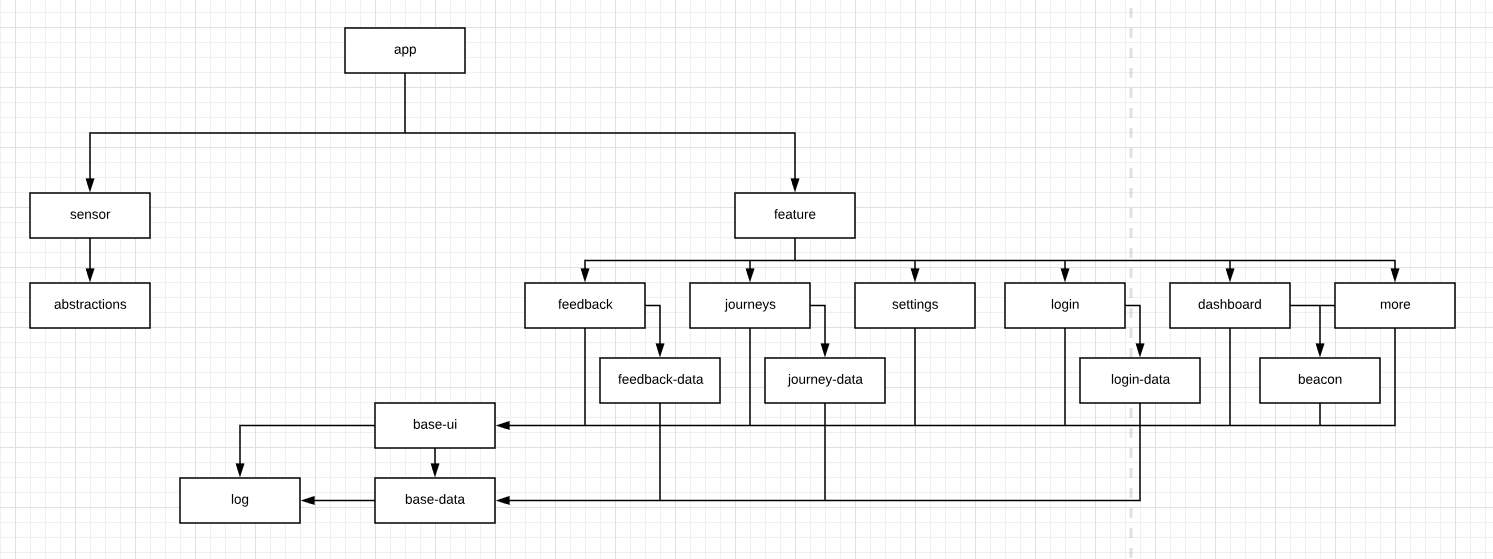 app
sensor
feature
abstractions
feedback
journeys
settings
login
dashboard
more
feedback-data
journey-data
login-data
beacon
base-ui
log
base-data